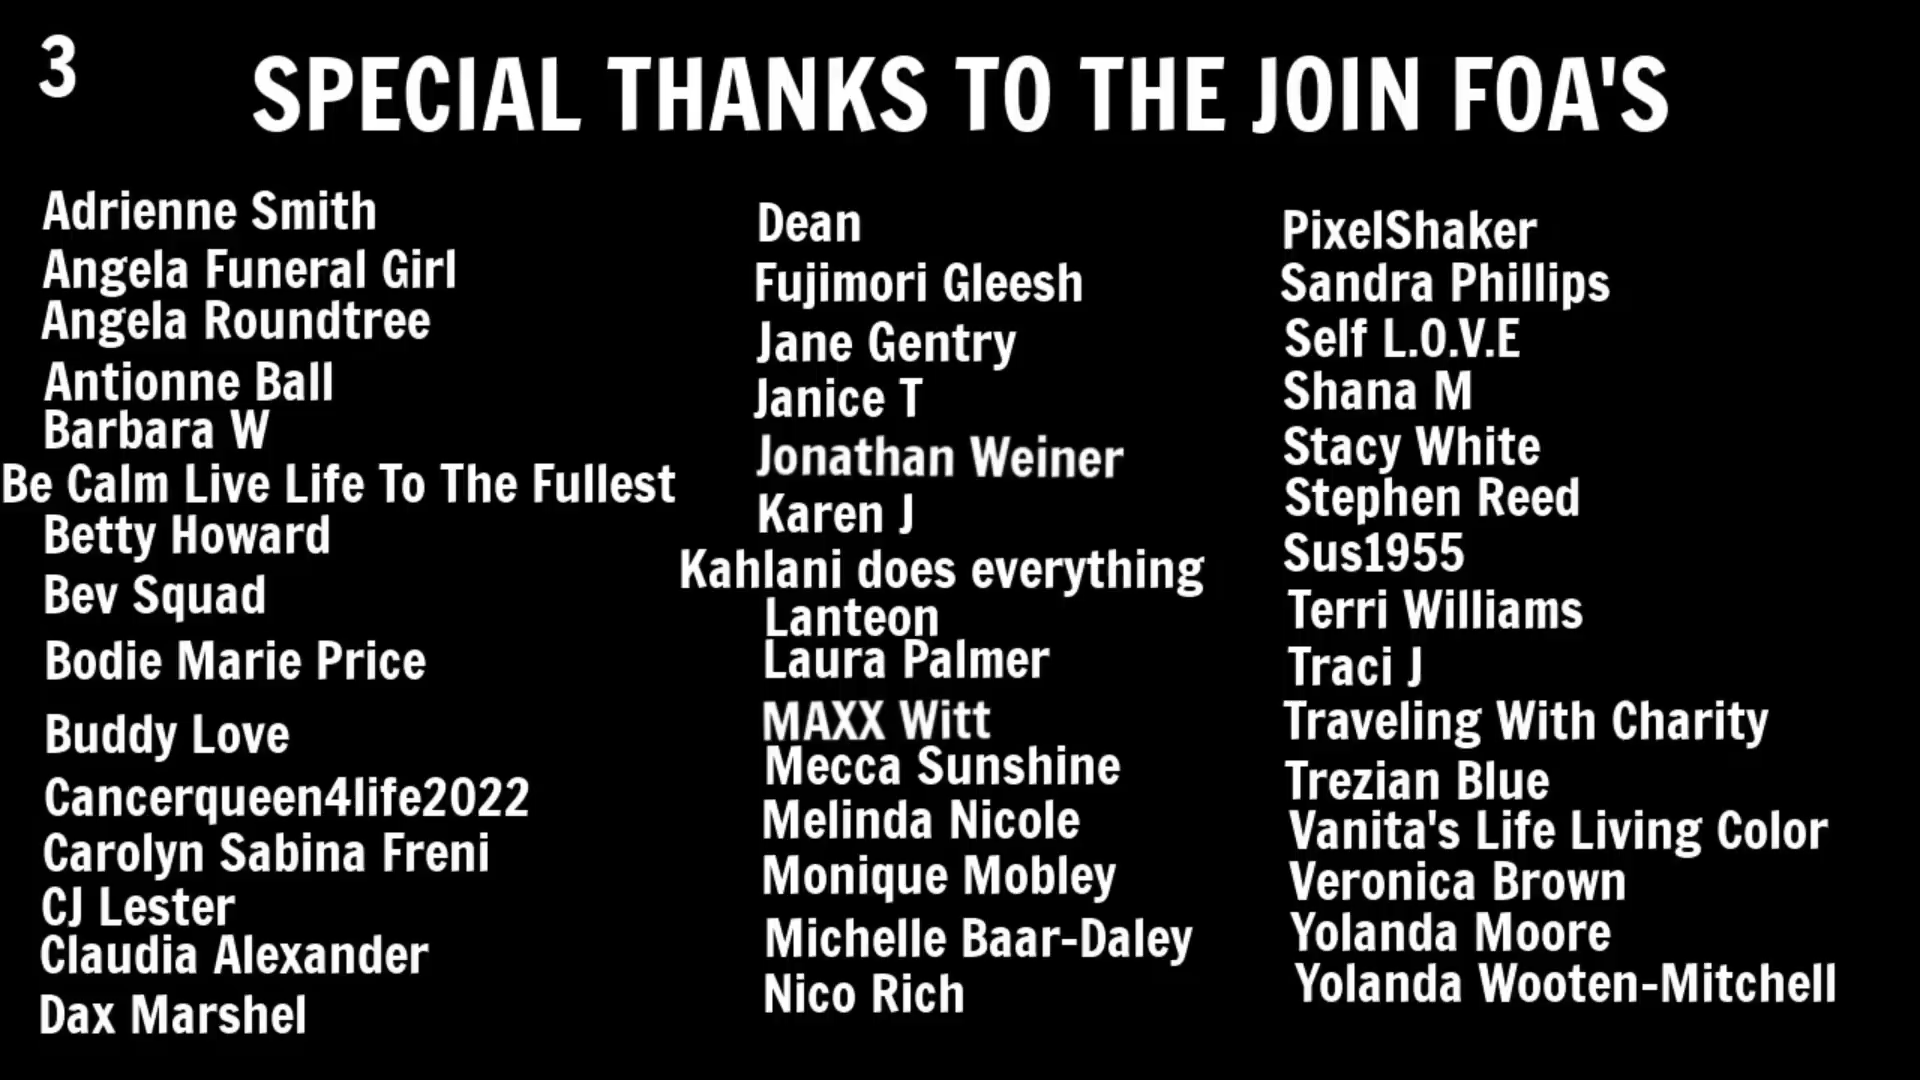 3
SPECIAL THANKS TO THE JOIN FOA'S
Adrienne Smith
Angela Funeral Girl
Angela Roundtree
Antionne Ball
Barbara W
Be Calm Live Life To The Fullest
Betty Howard
Bev Squad
Bodie Marie Price
Buddy Love
Cancerqueen4life2022
Carolyn Sabina Freni
CJ Lester
Claudia Alexander
Dax Marshel
Dean
Fujimori Gleesh
Jane Gentry
Janice T
Jonathan Weiner
Karen J
Kahlani does everything
Lanteon
Laura Palmer
MAXX Witt
Mecca Sunshine
Melinda Nicole
Monique Mobley
Michelle Baar-Daley
Nico Rich
PixelShaker
Sandra Phillips
Self L.O.V.E
Shana M
Stacy White
Stephen Reed
Sus1955
Terri Williams
Traci J
Traveling With Charity
Trezian Blue
Vanita's Life Living Color
Veronica Brown
Yolanda Moore
Yolanda Wooten-Mitchell